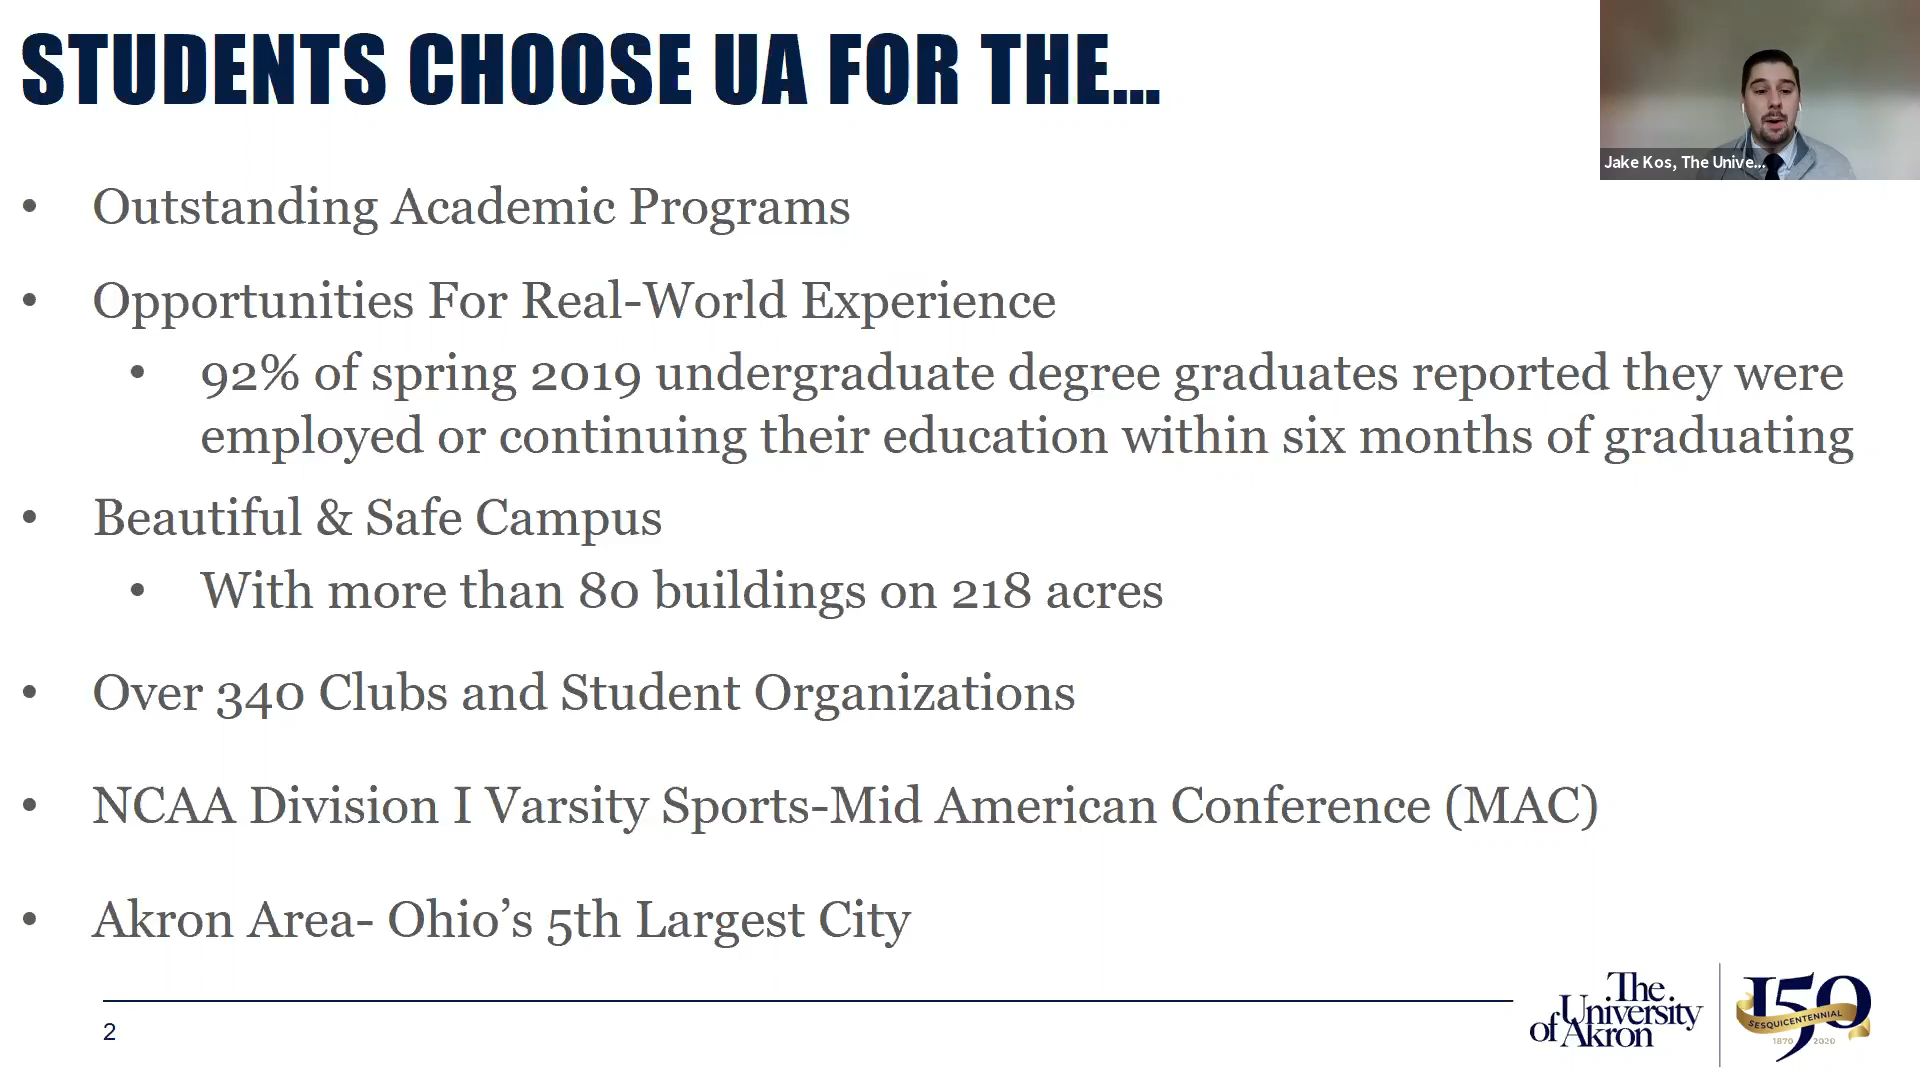 STUDENTS CHOOSE UA FOR THE...
Jake Kos, The Unive...
• Outstanding Academic Programs
• Opportunities For Real-World Experience
• 92% of spring 2019 undergraduate degree graduates reported they were
employed or continuing their education within six months of graduating
• Beautiful & Safe Campus
• With more than 80 buildings on 218 acres
• Over 340 Clubs and Student Organizations
• NCAA Division I Varsity Sports-Mid American Conference (MAC)
• Akron Area- Ohio’s 5th Largest City
2
The
University
of Akron
150
SESQUICENTENNIAL
1870 2020